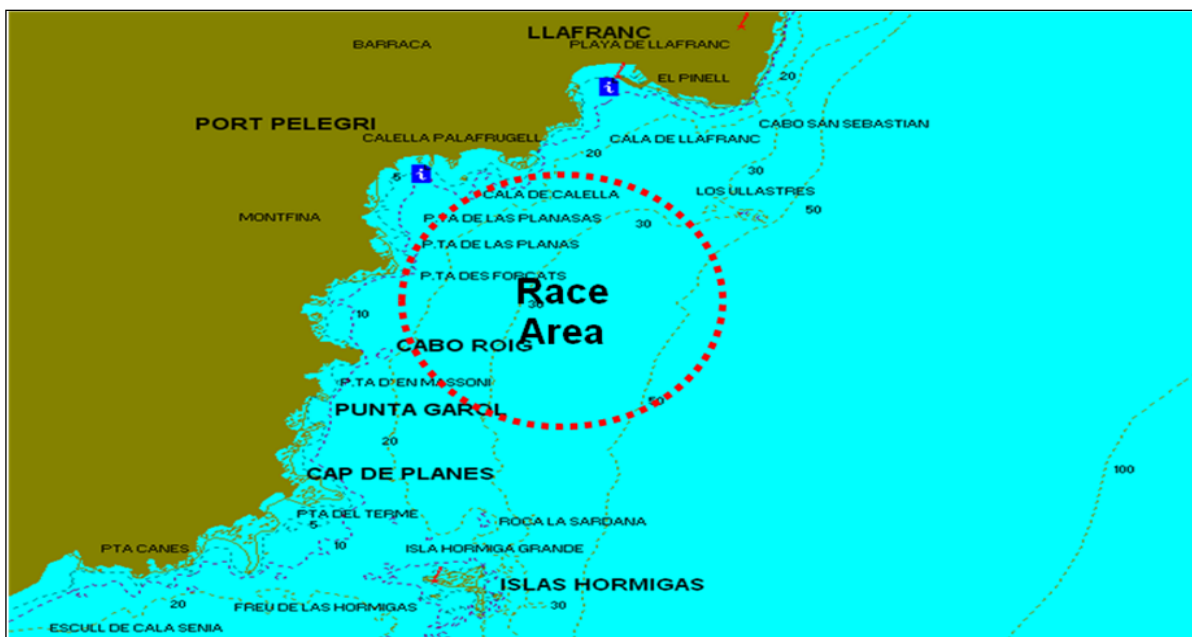 LLAFRANC
BARRACA
PLAYA DE LLAFRANC
20
EL PINELL
i
PORT PELEGRI
CABO SAN SEBASTIAN
CALELLA PALAFRUGELL
CALA DE LLAFRANC
20
5
i
30
CALA DE CALELLA
LOS ULLASTRES
50
MONTFINA
P.TA DE LAS PLANASAS
30
P.TA DE LAS PLANAS
P.TA DES FORCATS
Race
30
10
Area
CABO ROIG
P.TA D'EN MASSONI
50
PUNTA GAROL
20
100
CAP DE PLANES
PTA DEL TERME
5
ROCA LA SARDANA
10
PTA CANES
ISLA HORMIGA GRANDE
ISLAS HORMIGAS
20
FREU DE LAS HORMIGAS
30
ESCULL DE CALA SENIA